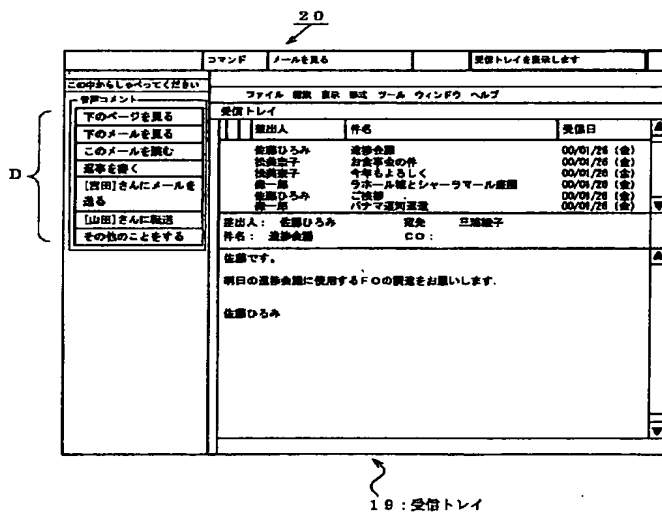 20
コマンド メールを見る 受信トレイを表示します
この中からしゃべってください
音声コメント
下のページを見る
下のメールを見る
このメールを読む
返事を書く
[吉田]さんにメールを
送る
[山田]さんに転送
その他のことをする
D
ファイル 編集 表示 形式 ツール ウィンドウ ヘルプ
受信トレイ
差出人 件名 受信日
佐藤ひろみ 進捗会議 00/01/26 (金)
お食事会の件 00/01/26 (金)
今年もよろしく 00/01/26 (金)
ラホール城とシャーラマール庭園 00/01/26 (金)
佐藤ひろみ ご挨拶 00/01/26 (金)
パナマ運河運送 00/01/26 (金)
差出人: 佐藤ひろみ 宛先 三浦綾子
件名: 進捗会議 CO:
佐藤です。
明日の進捗会議に使用するFOの調達をお願いします.
佐藤ひろみ
19:受信トレイ